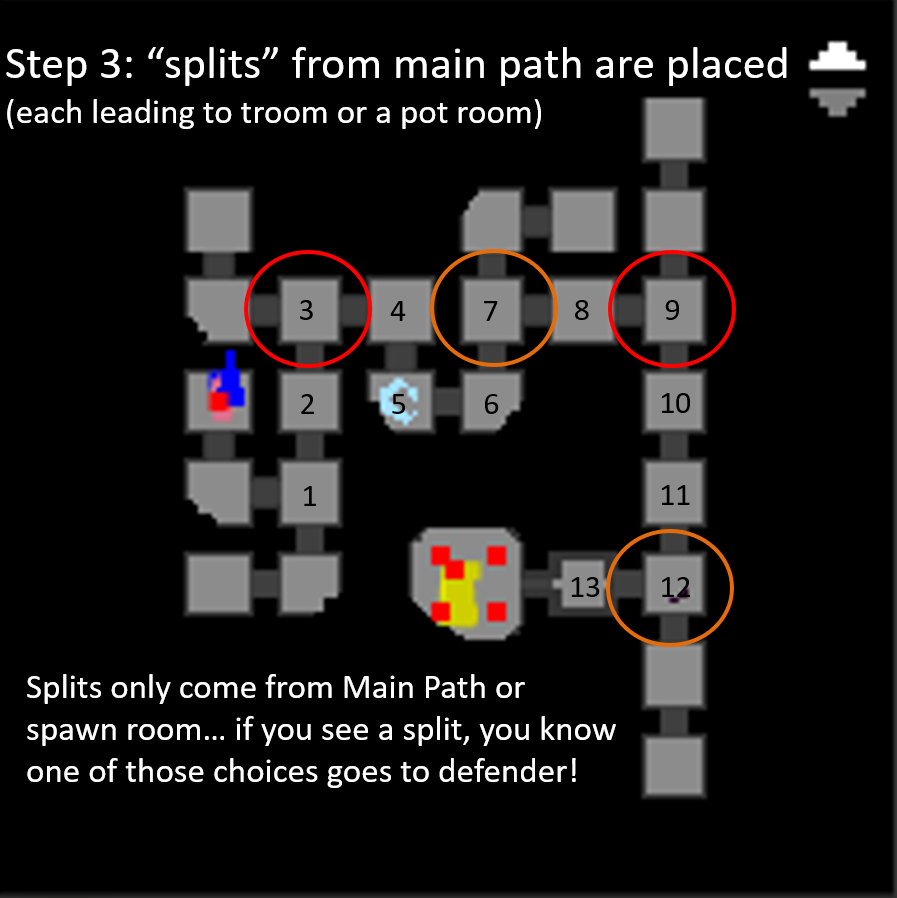 Step 3: “splits” from main path are placed
(each leading to troom or a pot room)
3 4 7 8 9
2 5 6 10
1 11
13 12
Splits only come from Main Path or
spawn room… if you see a split, you know
one of those choices goes to defender!